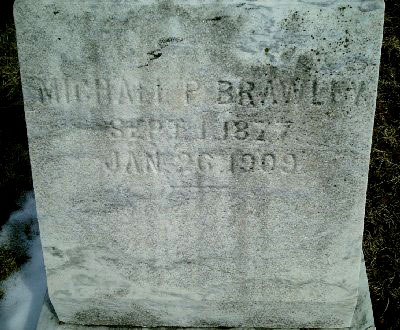 MICHAEL P. BRAWLEY
SEPT. 1, 1877
JAN. 26, 1909